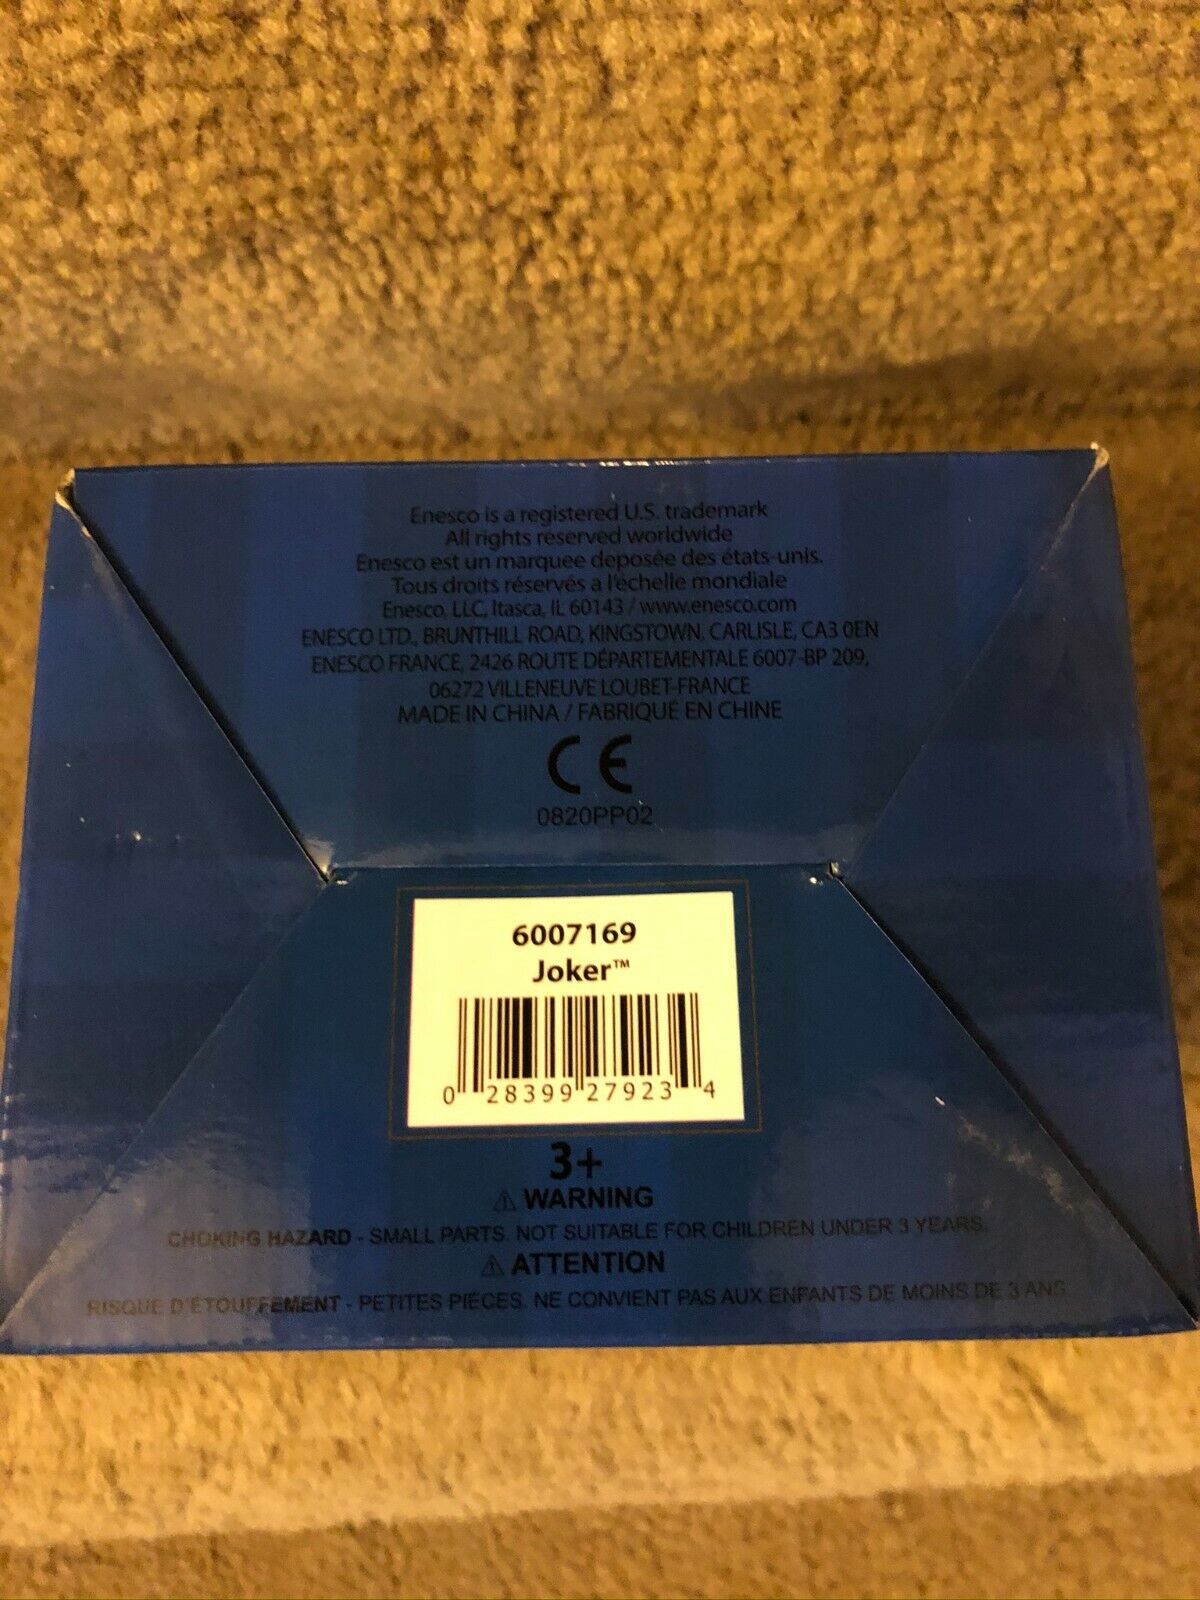 Enesco is a registered U.S. trademark
All rights reserved worldwide
Enesco est un marquee deposée des états-unis.
Tous droits réservés a l'échelle mondiale
Enesco, LLC, Itasca, IL 60143 / www.enesco.com
ENESCO LTD., BRUNTHILL ROAD, KINGSTOWN, CARLISLE, CA3 0EN
ENESCO FRANCE, 2426 ROUTE DÉPARTEMENTALE 6007-BP 209,
06272 VILLENEUVE LOUBET-FRANCE
MADE IN CHINA / FABRIQUÉ EN CHINE
CE
0820PP02
6007169
Joker™
0 28399 27923 4
3+
⚠ WARNING
CHOKING HAZARD - SMALL PARTS. NOT SUITABLE FOR CHILDREN UNDER 3 YEARS.
⚠ ATTENTION
RISQUE D'ÉTOUFFEMENT - PETITES PIECES. NE CONVIENT PAS AUX ENFANTS DE MOINS DE 3 ANS.